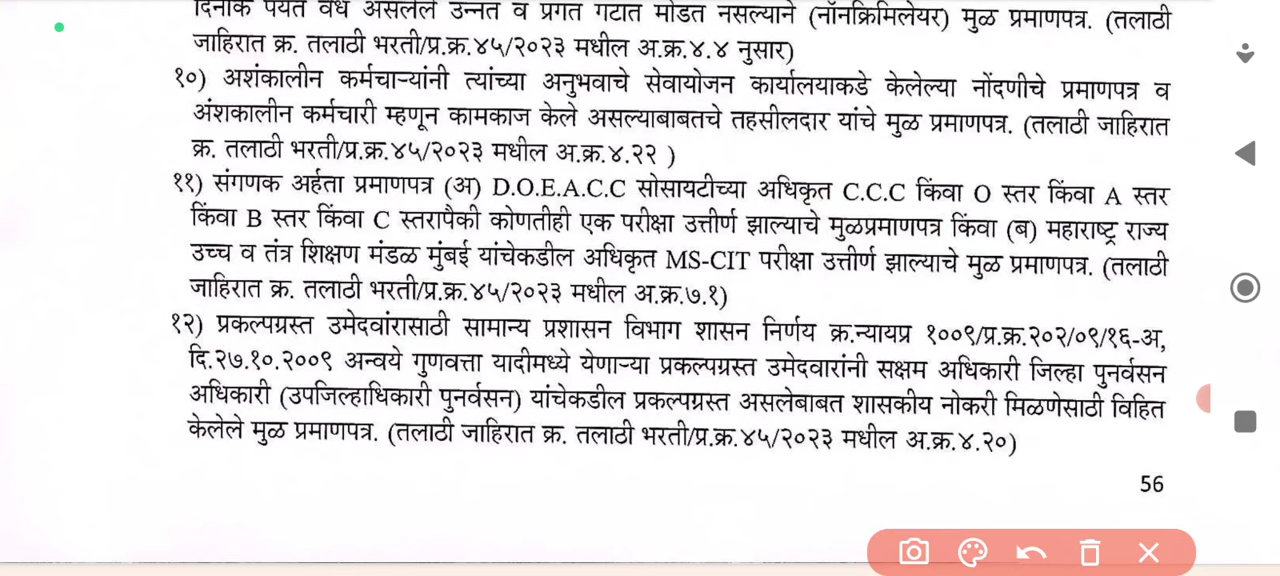 दिनांक पर्यंत वैध असलेले उन्नत व प्रगत गटात मोडत नसल्याने (नॉनक्रिमिलेयर) मुळ प्रमाणपत्र. (तलाठी
जाहिरात क्र. तलाठी भरती/प्र.क्र.४५/२०२३ मधील अ.क्र.४.४ नुसार)
१०) अशंकालीन कर्मचाऱ्यांनी त्यांच्या अनुभवाचे सेवायोजन कार्यालयाकडे केलेल्या नोंदणीचे प्रमाणपत्र व
अंशकालीन कर्मचारी म्हणून कामकाज केले असल्याबाबतचे तहसीलदार यांचे मुळ प्रमाणपत्र. (तलाठी जाहिरात
क्र. तलाठी भरती/प्र.क्र.४५/२०२३ मधील अ.क्र.४.२२ )
११) संगणक अर्हता प्रमाणपत्र (अ) D.O.E.A.C.C सोसायटीच्या अधिकृत C.C.C किंवा O स्तर किंवा A स्तर
किंवा B स्तर किंवा C स्तरापैकी कोणतीही एक परीक्षा उत्तीर्ण झाल्याचे मुळप्रमाणपत्र किंवा (ब) महाराष्ट्र राज्य
उच्च व तंत्र शिक्षण मंडळ मुंबई यांचेकडील अधिकृत MS-CIT परीक्षा उत्तीर्ण झाल्याचे मुळ प्रमाणपत्र. (तलाठी
जाहिरात क्र. तलाठी भरती/प्र.क्र.४५/२०२३ मधील अ.क्र.७.१)
१२) प्रकल्पग्रस्त उमेदवांरासाठी सामान्य प्रशासन विभाग शासन निर्णय क्र.न्यायप्र १००९/प्र.क्र.२०२/०९/१६-अ,
दि.२७.१०.२००९ अन्वये गुणवत्ता यादीमध्ये येणाऱ्या प्रकल्पग्रस्त उमेदवारांनी सक्षम अधिकारी जिल्हा पुनर्वसन
अधिकारी (उपजिल्हाधिकारी पुनर्वसन) यांचेकडील प्रकल्पग्रस्त असलेबाबत शासकीय नोकरी मिळणेसाठी विहित
केलेले मुळ प्रमाणपत्र. (तलाठी जाहिरात क्र. तलाठी भरती/प्र.क्र.४५/२०२३ मधील अ.क्र.४.२०)
56